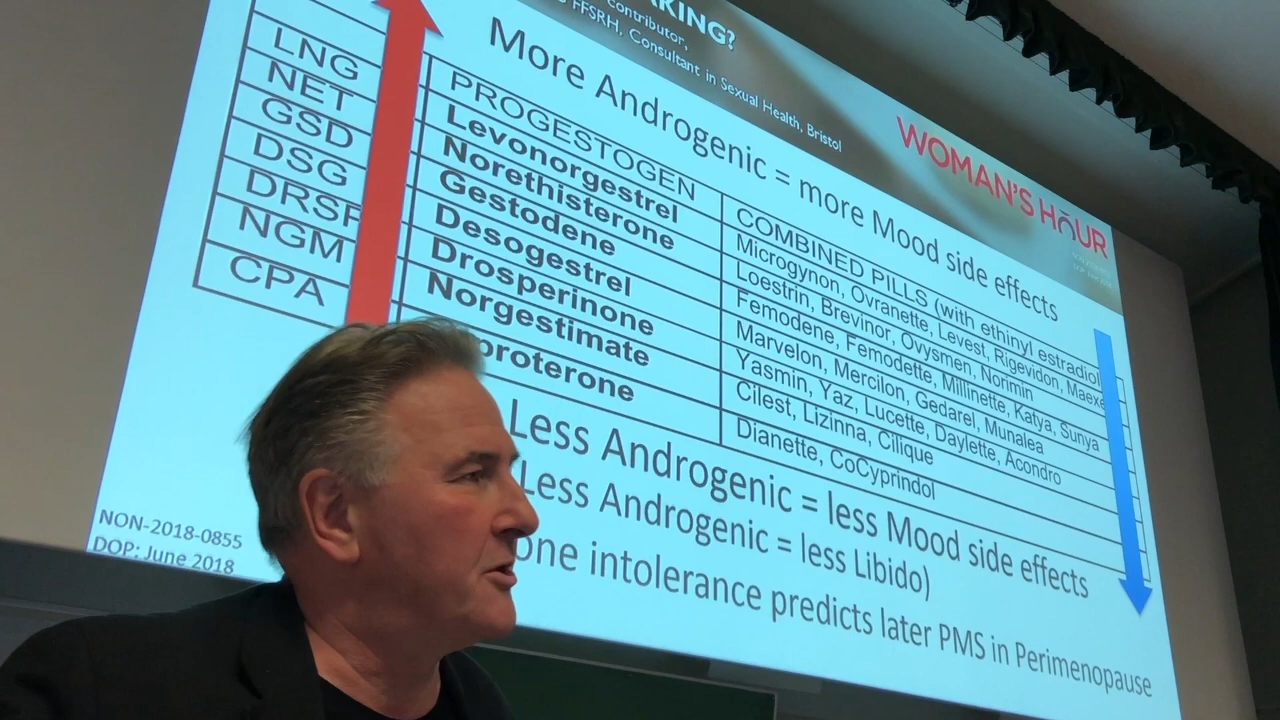 AKING?
contributor,
FFSRH, Consultant in Sexual Health, Bristol
WOMAN'S HOUR
More Androgenic = more Mood side effects
PROGESTOGEN COMBINED PILLS (with ethinyl estradiol
LNG Levonorgestrel Microgynon, Ovranette, Levest, Rigevidon, Maexe
NET Norethisterone Loestrin, Brevinor, Ovysmen, Norimin
GSD Gestodene Femodene, Femodette, Millinette, Katya, Sunya
DSG Desogestrel Marvelon, Mercilon, Gedarel, Munalea
DRSP Drosperinone Yasmin, Yaz, Lucette, Daylette, Acondro
NGM Norgestimate Cilest, Lizinna, Cilique
CPA proterone Dianette, CoCyprindol
Less Androgenic = less Mood side effects
Less Androgenic = less Libido)
one intolerance predicts later PMS in Perimenopause
NON-2018-0855
DOP: June 2018